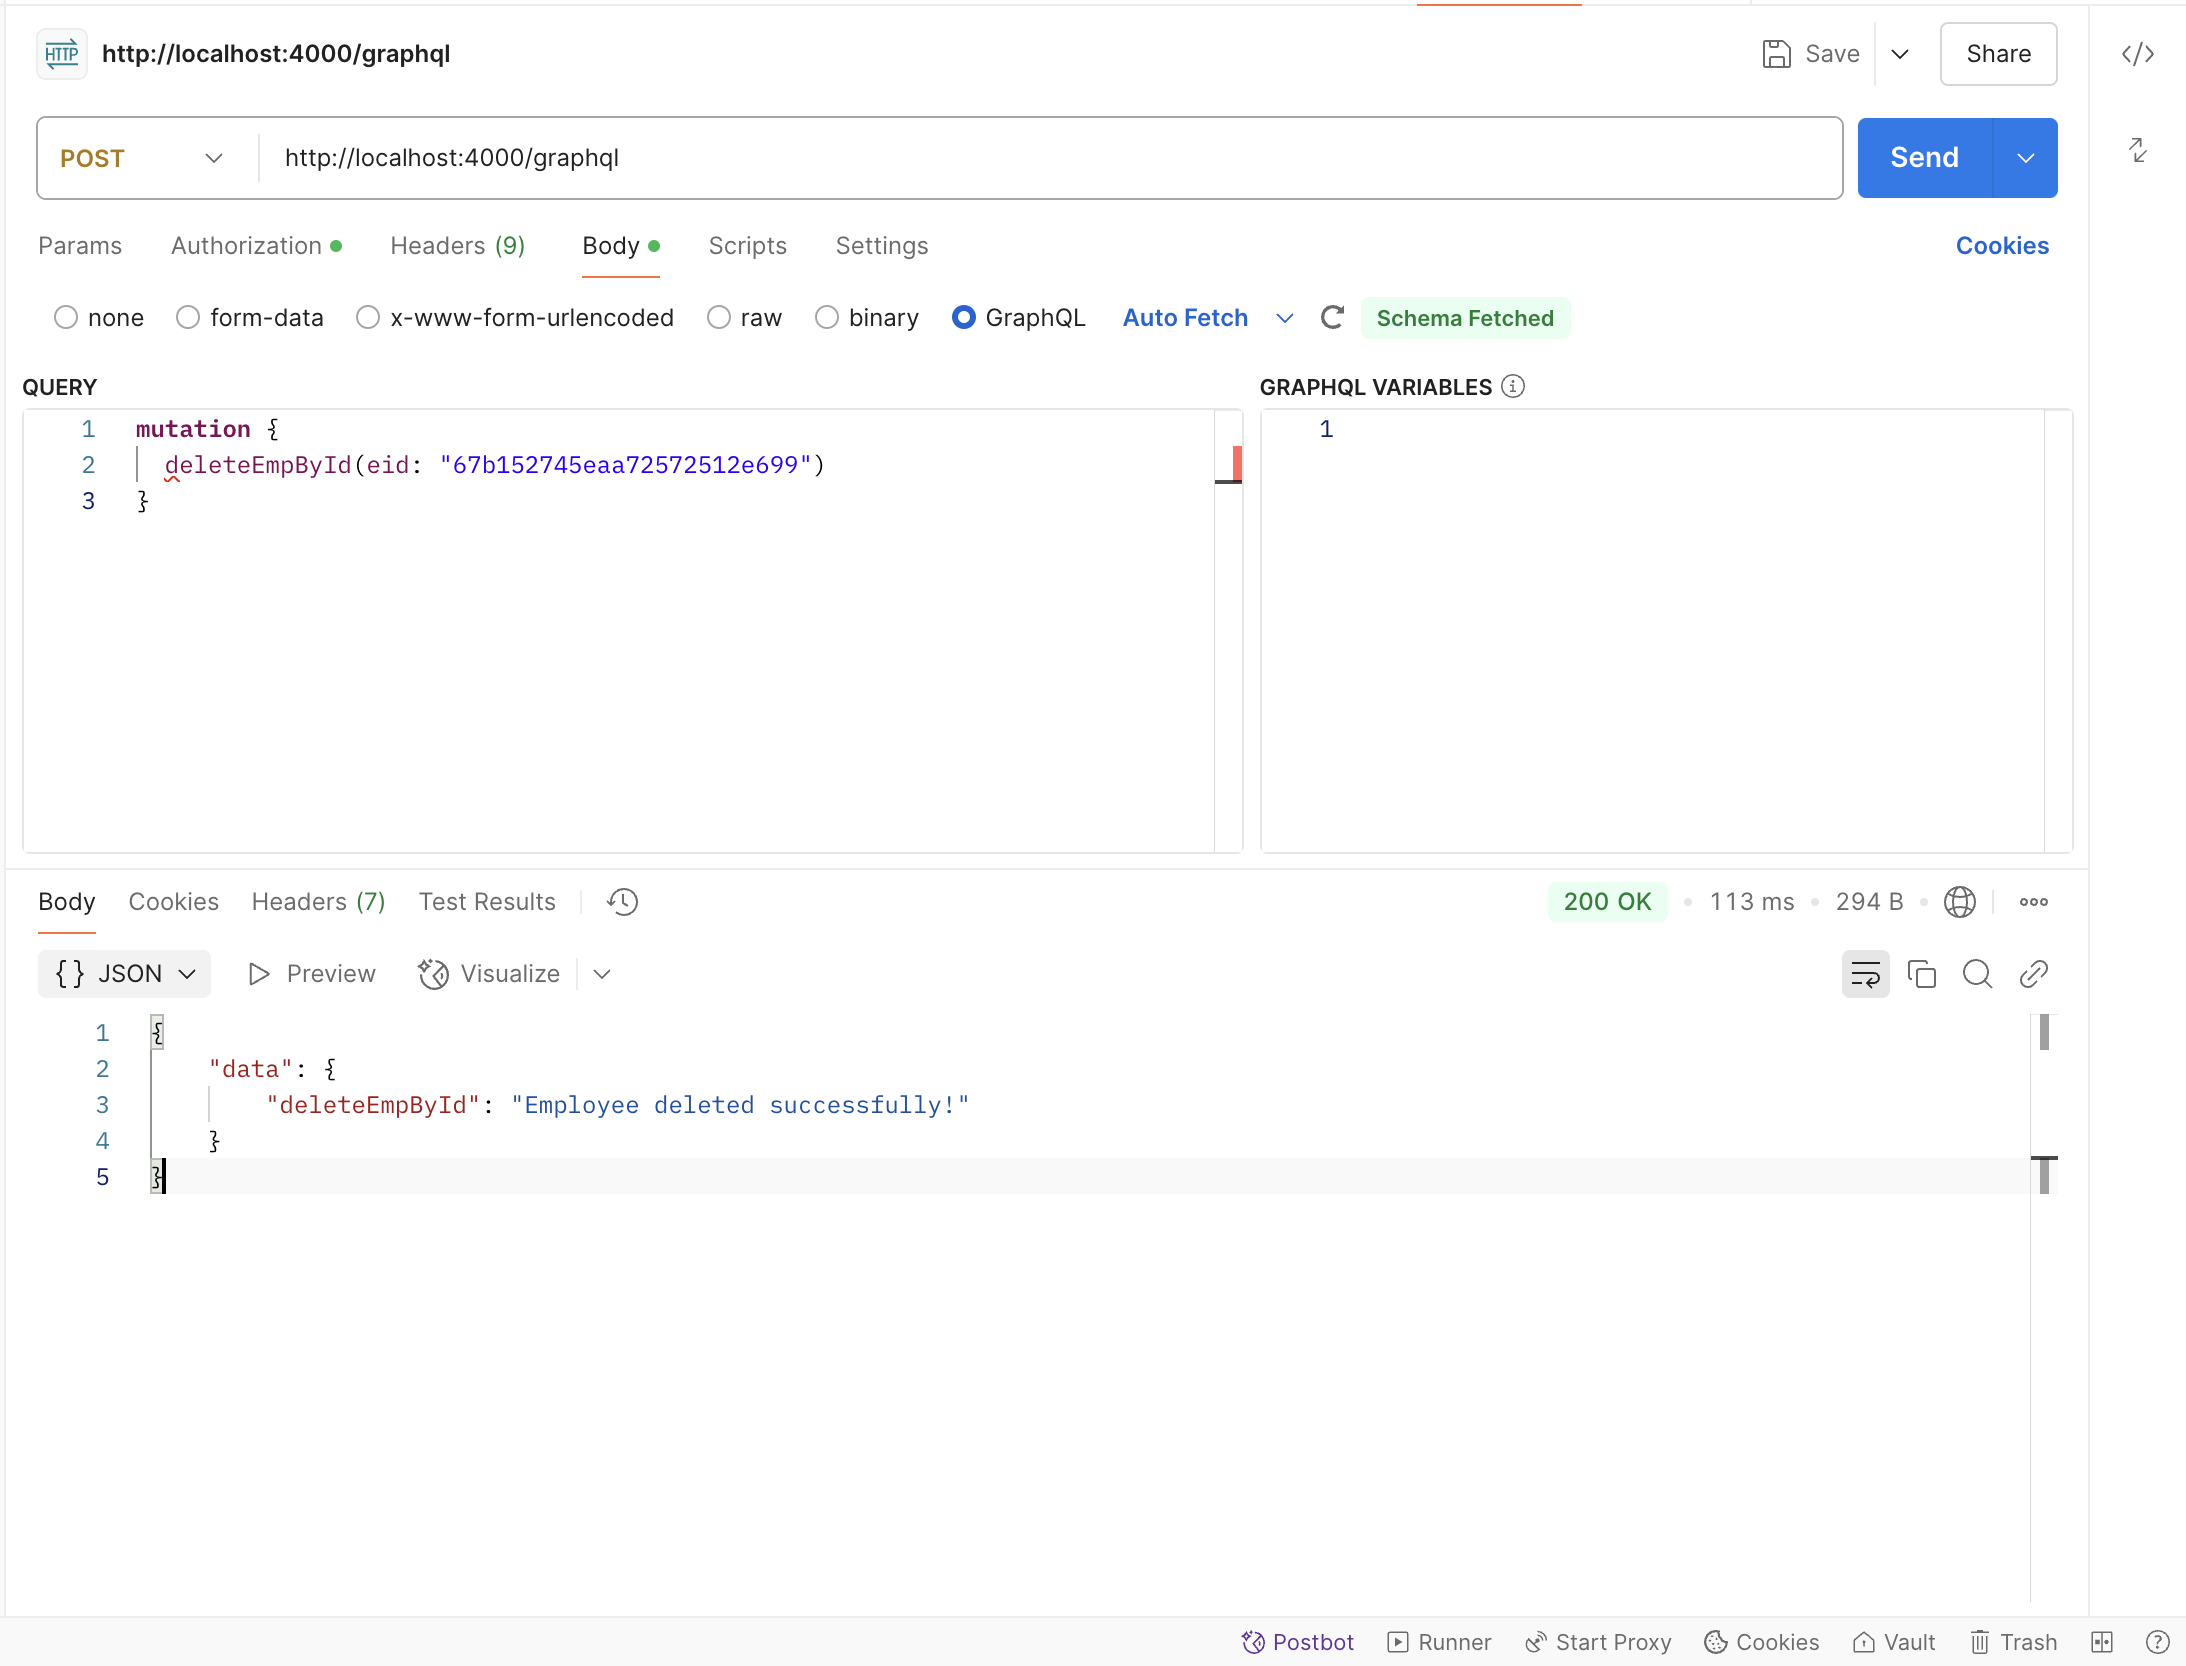 HTTP http://localhost:4000/graphql Save Share
POST http://localhost:4000/graphql Send
Params Authorization Headers (9) Body Scripts Settings Cookies
none form-data x-www-form-urlencoded raw binary GraphQL Auto Fetch Schema Fetched
QUERY
1 mutation {
2 deleteEmpById(eid: "67b152745eaa72572512e699")
3 }
GRAPHQL VARIABLES
1
Body Cookies Headers (7) Test Results 200 OK 113 ms 294 B
{} JSON Preview Visualize
1 {
2 "data": {
3 "deleteEmpById": "Employee deleted successfully!"
4 }
5 }
Postbot Runner Start Proxy Cookies Vault Trash